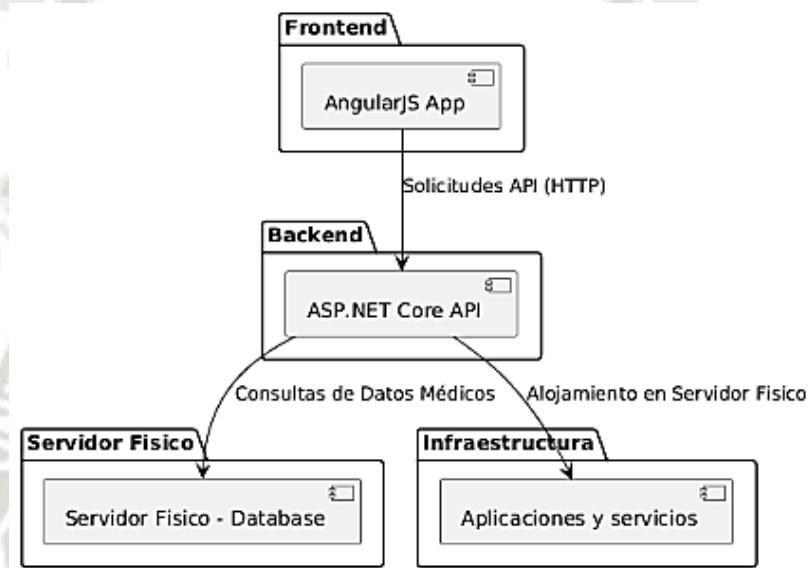 Frontend
AngularJS App
Solicitudes API (HTTP)
Backend
ASP.NET Core API
Consultas de Datos Médicos
Alojamiento en Servidor Fisico
Servidor Fisico
Infraestructura
Servidor Fisico - Database
Aplicaciones y servicios